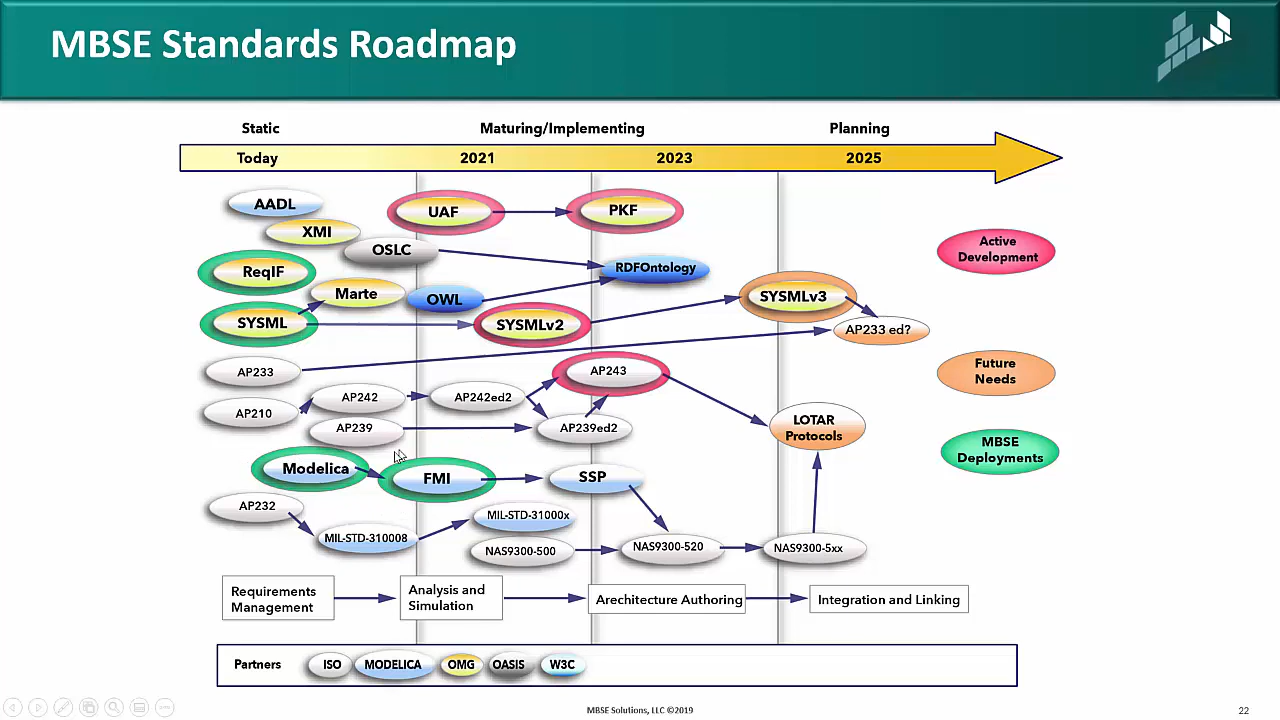 MBSE Standards Roadmap
Static
Maturing/Implementing
Planning
Today
2021
2023
2025
AADL
XMI
OSLC
ReqIF
Marte
SYSML
UAF
PKF
OWL
RDFOntology
SYSMLv2
SYSMLv3
AP233 ed?
AP233
AP210
AP242
AP239
AP242ed2
AP243
AP239ed2
LOTAR
Protocols
Modelica
FMI
SSP
AP232
MIL-STD-310008
MIL-STD-31000x
NAS9300-500
NAS9300-520
NAS9300-5xx
Active
Development
Future
Needs
MBSE
Deployments
Requirements
Management
Analysis and
Simulation
Arechitecture Authoring
Integration and Linking
Partners
ISO
MODELICA
OMG
OASIS
W3C
MBSE Solutions, LLC ©2019
22